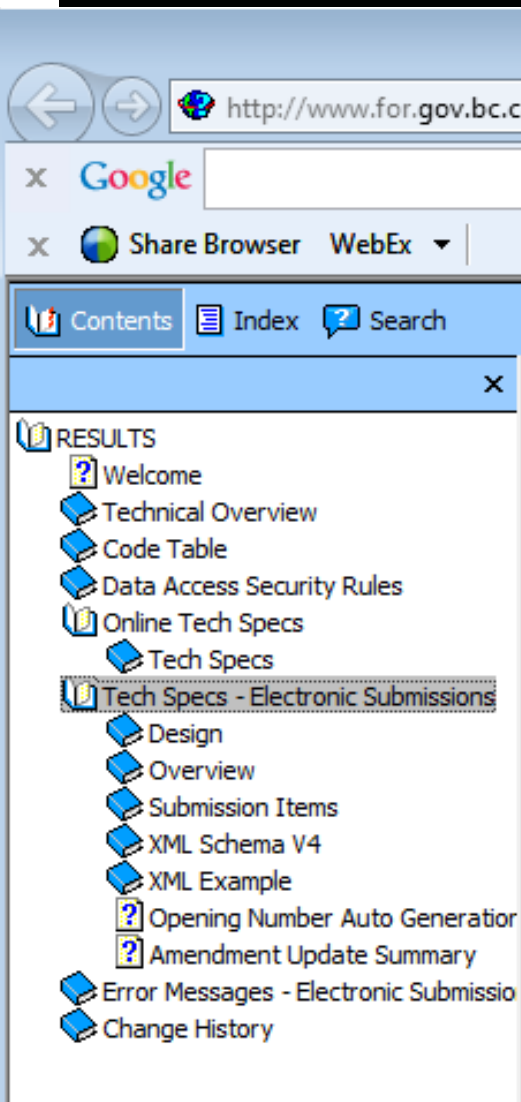 http://www.for.gov.bc.c
x Google
x Share Browser WebEx
Contents Index Search
x
RESULTS
Welcome
Technical Overview
Code Table
Data Access Security Rules
Online Tech Specs
Tech Specs
Tech Specs - Electronic Submissions
Design
Overview
Submission Items
XML Schema V4
XML Example
Opening Number Auto Generation
Amendment Update Summary
Error Messages - Electronic Submissio
Change History